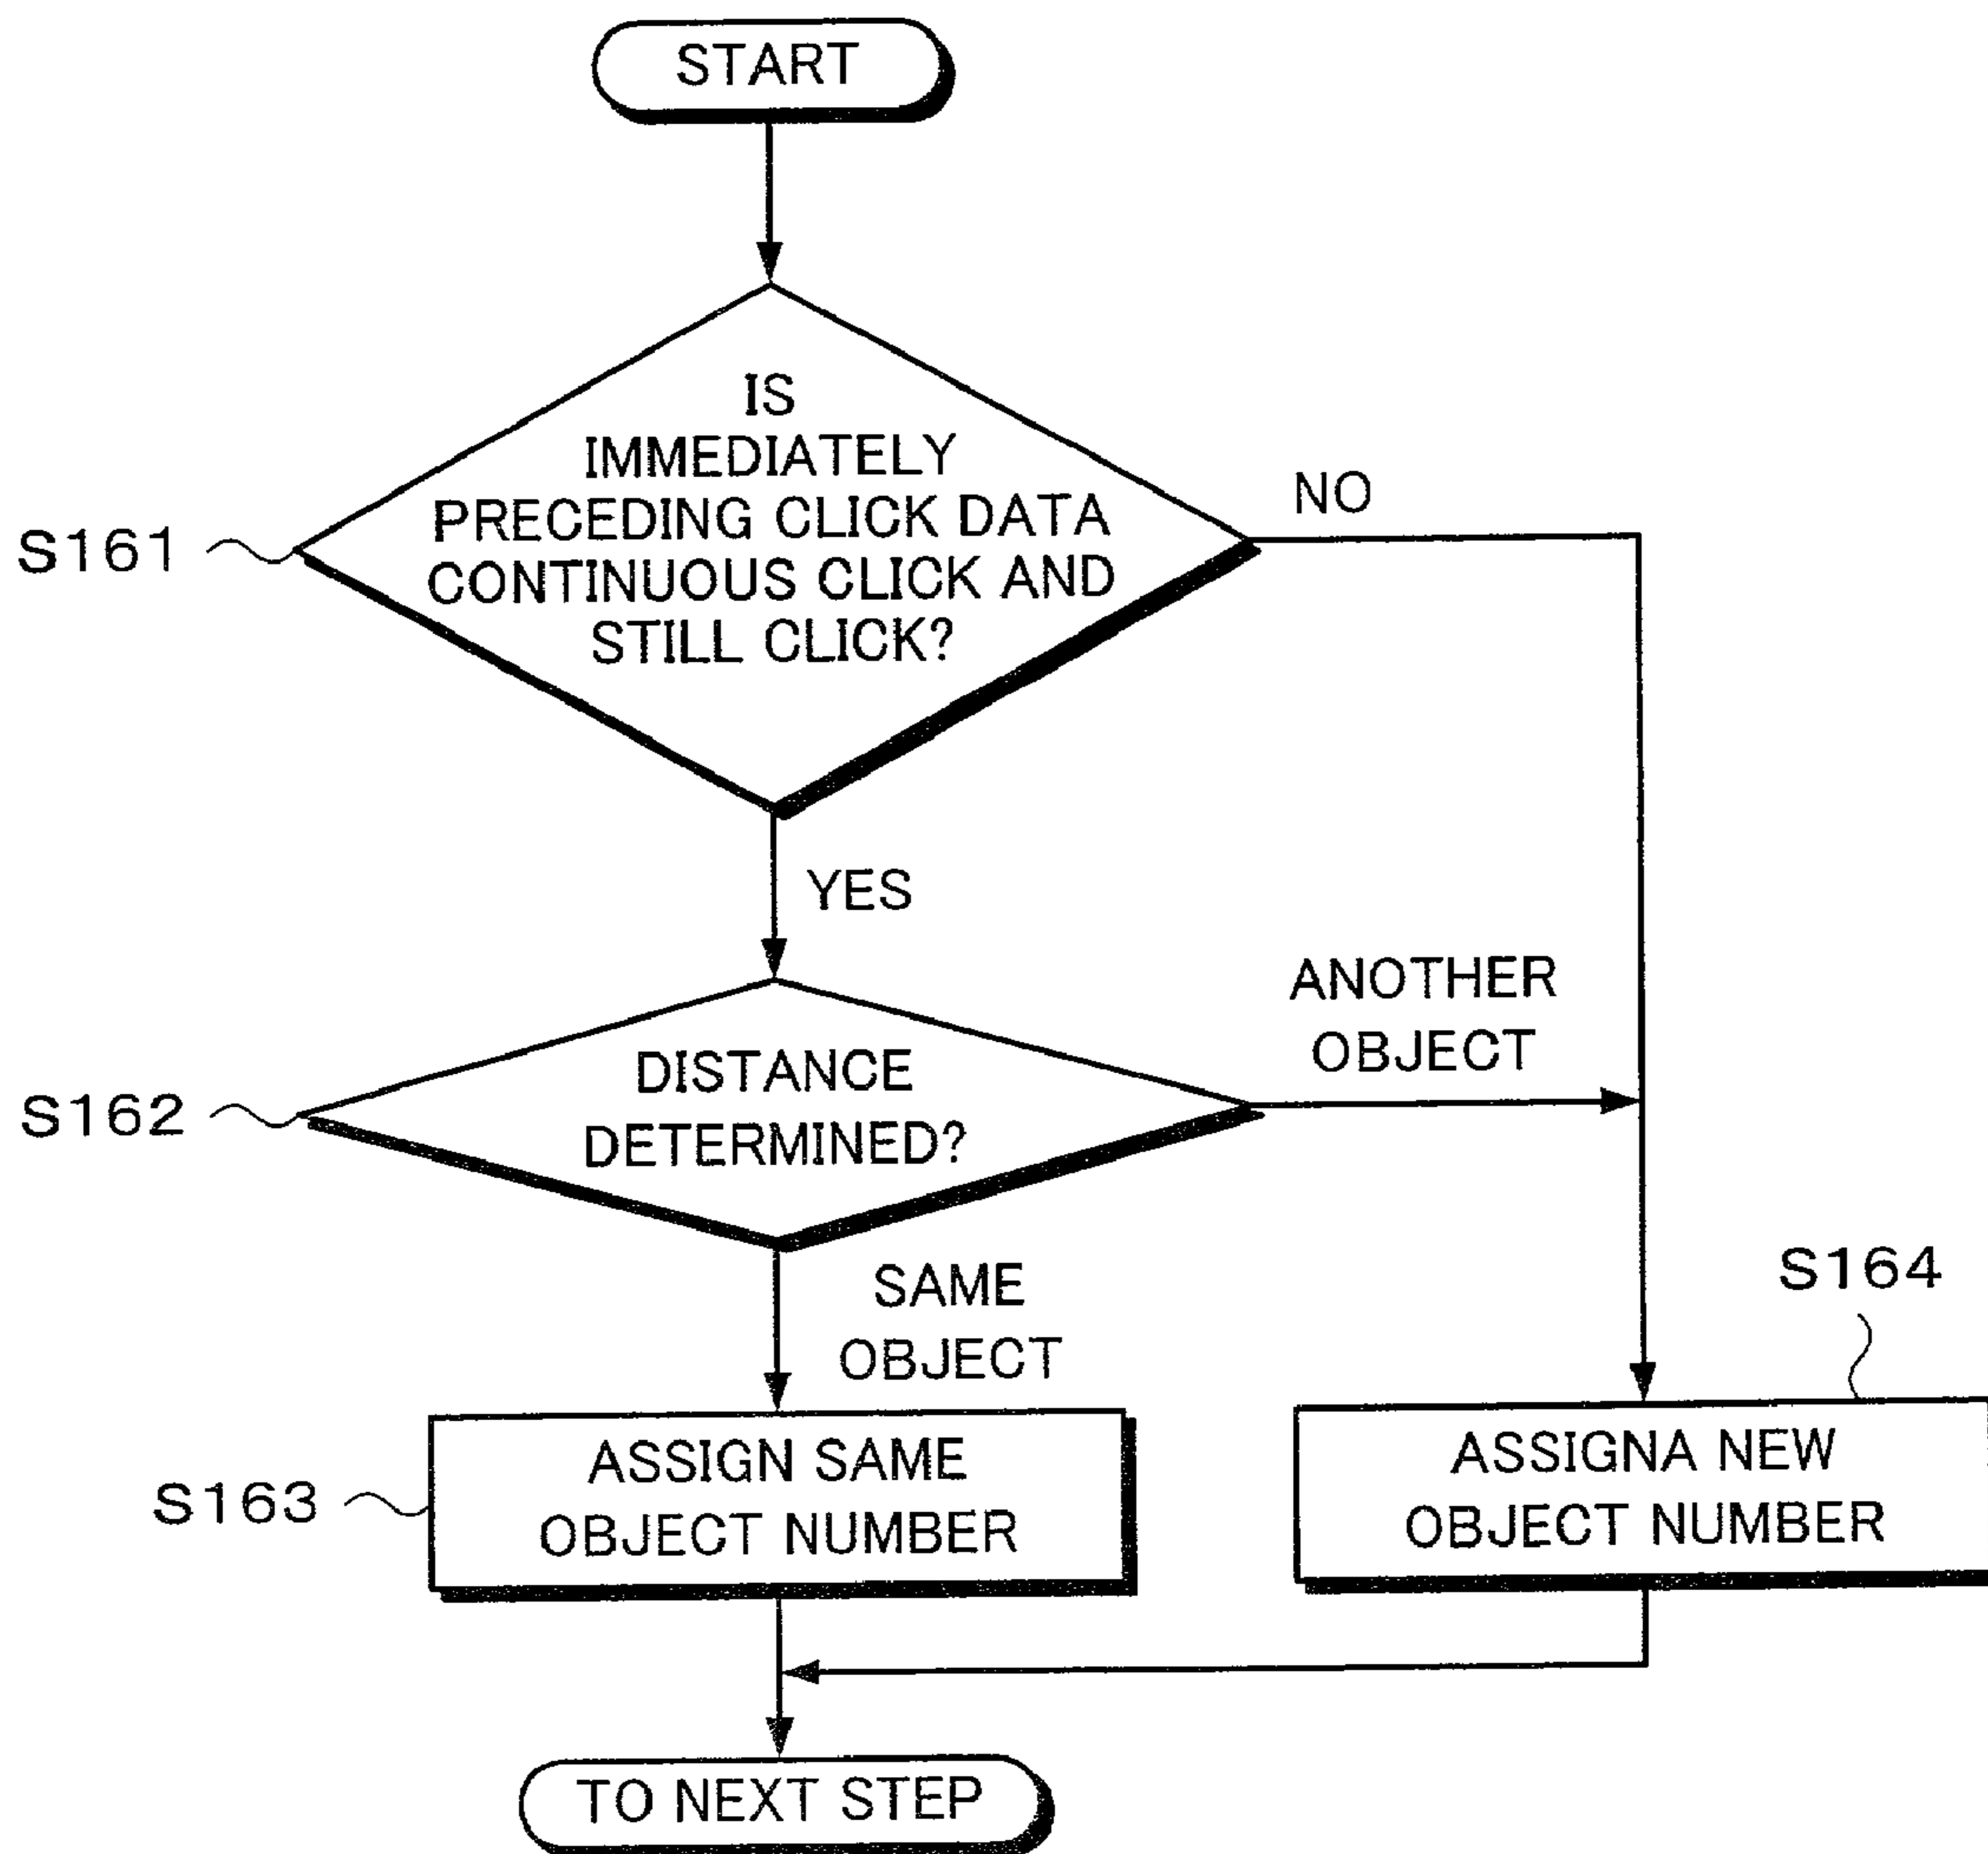 START
IS
IMMEDIATELY
PRECEDING CLICK DATA
CONTINUOUS CLICK AND
STILL CLICK?
S161
NO
YES
DISTANCE
DETERMINED?
S162
ANOTHER
OBJECT
SAME
OBJECT
S164
ASSIGN SAME
OBJECT NUMBER
S163
ASSIGNA NEW
OBJECT NUMBER
TO NEXT STEP